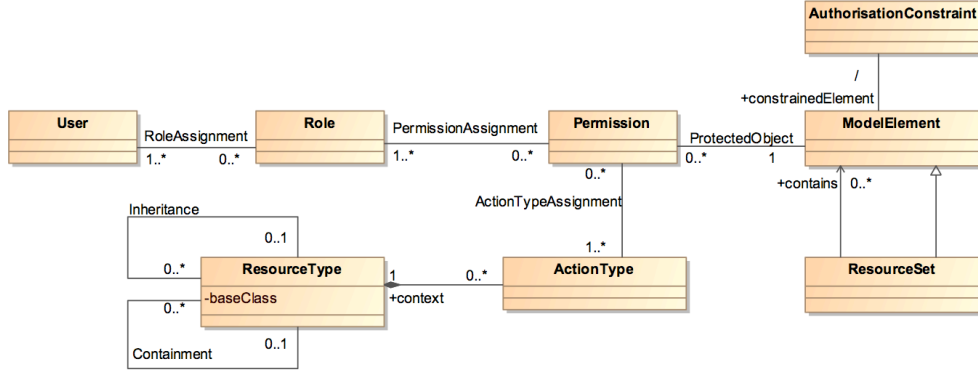 AuthorisationConstraint
/
+constrainedElement
User
RoleAssignment
1..*
0..*
Role
PermissionAssignment
1..*
0..*
Permission
ProtectedObject
0..*
1
ModelElement
0..*
+contains
0..*
ActionTypeAssignment
Inheritance
0..1
1..*
0..*
ResourceType
-baseClass
0..*
1
+context
0..*
ActionType
ResourceSet
0..1
Containment